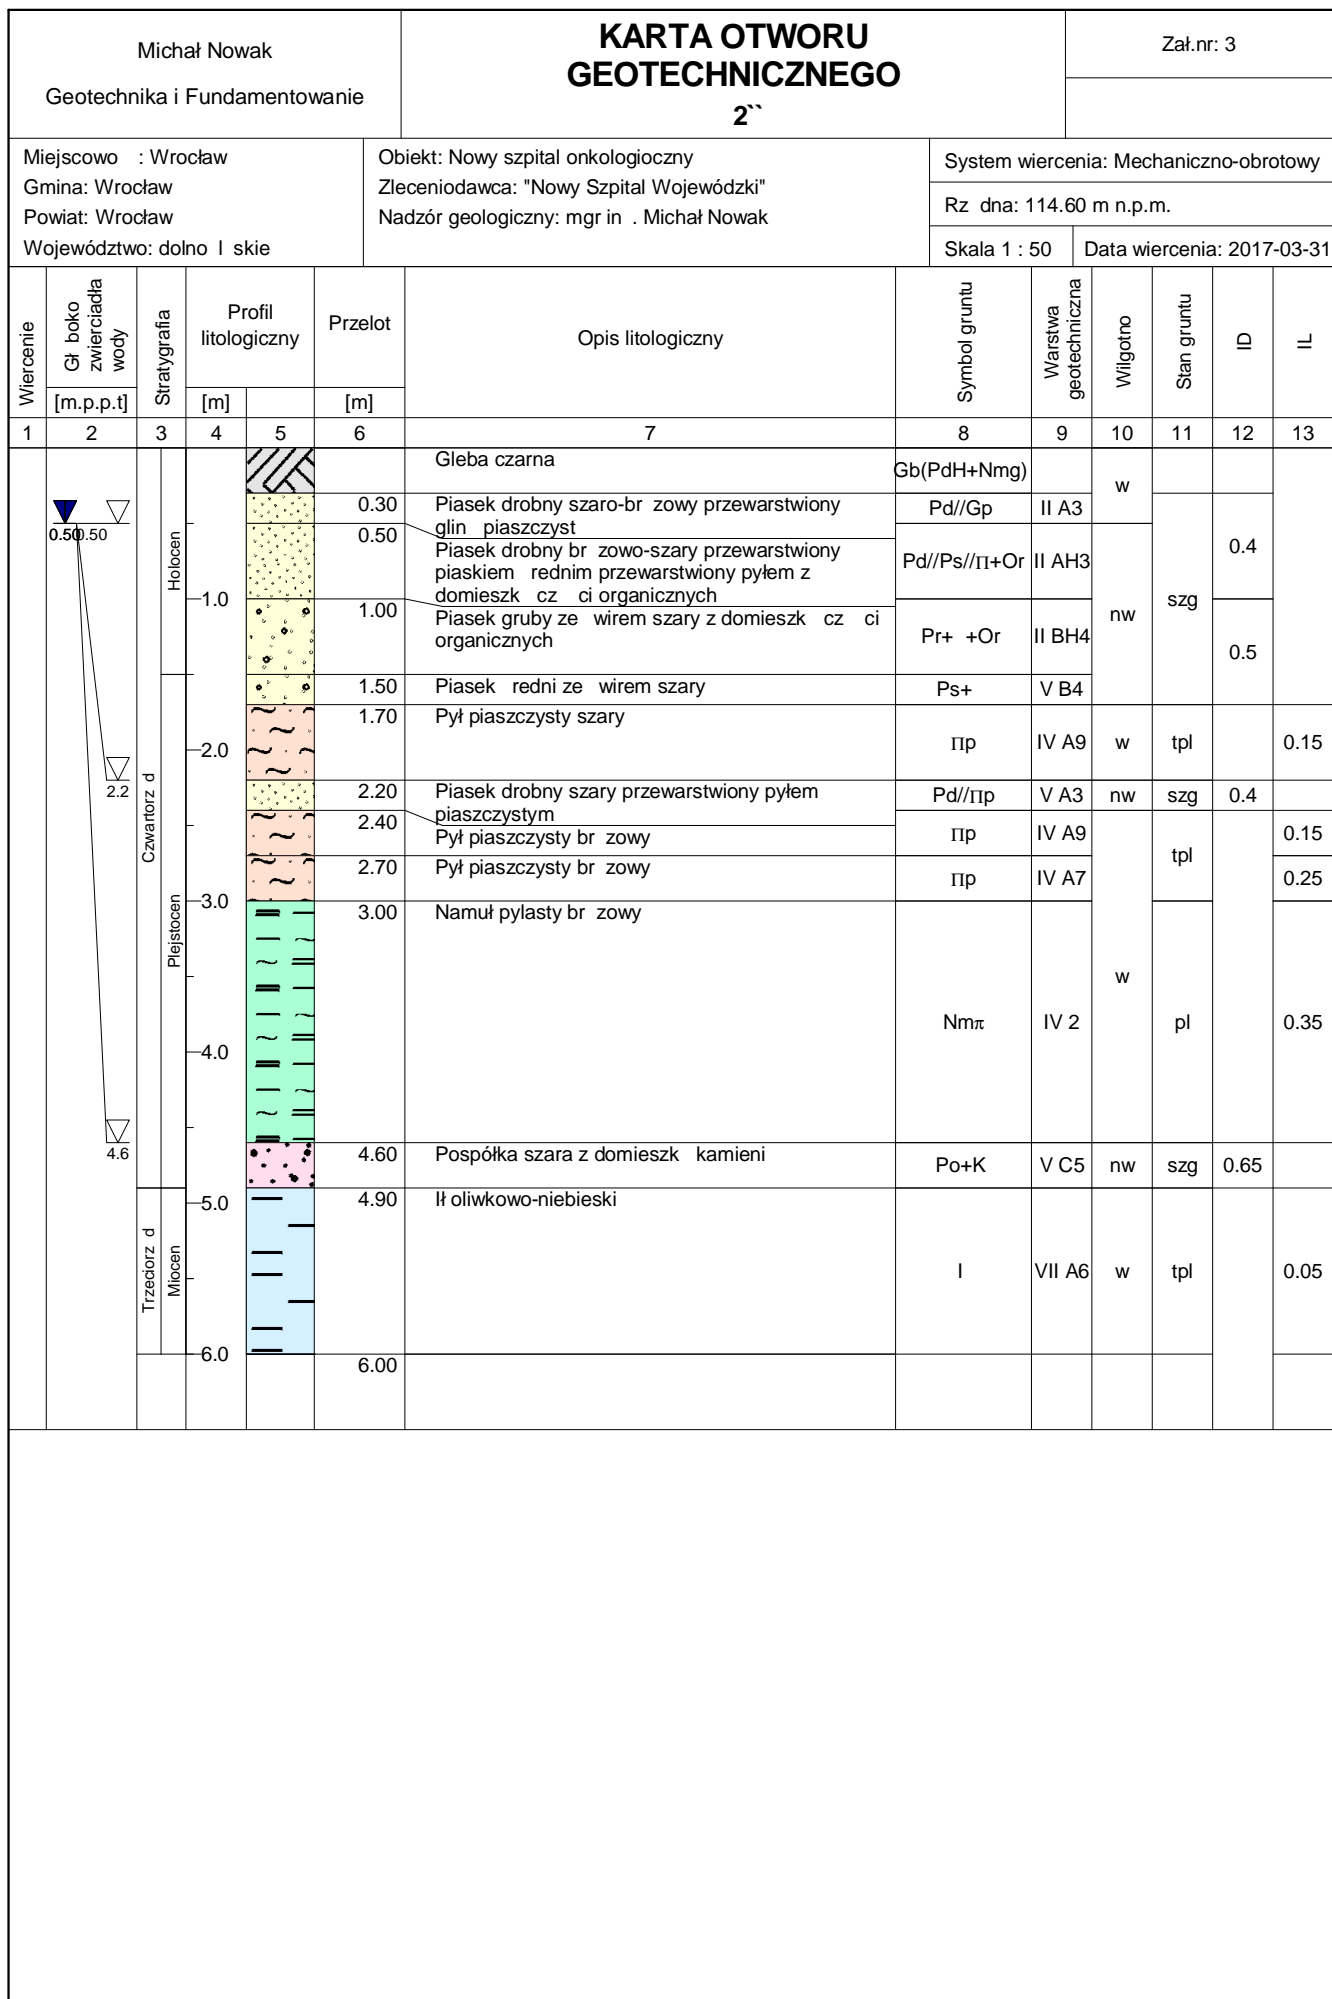 Michał Nowak
Geotechnika i Fundamentowanie
KARTA OTWORU
GEOTECHNICZNEGO
2``
Zał.nr: 3
Miejscowo : Wrocław
Gmina: Wrocław
Powiat: Wrocław
Województwo: dolno l skie
Obiekt: Nowy szpital onkologioczny
Zleceniodawca: "Nowy Szpital Wojewódzki"
Nadzór geologiczny: mgr in . Michał Nowak
System wiercenia: Mechaniczno-obrotowy
Rz dna: 114.60 m n.p.m.
Skala 1 : 50
Data wiercenia: 2017-03-31
Wiercenie
Gł boko
zwierciadła
wody
[m.p.p.t]
Stratygrafia
Profil
litologiczny
[m]
Przelot
[m]
Opis litologiczny
Symbol gruntu
Warstwa
geotechniczna
Wilgotno
Stan gruntu
ID
IL
1 2 3 4 5 6 7 8 9 10 11 12 13
Gleba czarna
Gb(PdH+Nmg)
w
0.30 Piasek drobny szaro-br zowy przewarstwiony
glin piaszczyst
Pd//Gp II A3
0.50 0.50
0.50 Piasek drobny br zowo-szary przewarstwiony
piaskiem rednim przewarstwiony pyłem z
domieszk cz ci organicznych
Pd//Ps//Π+Or II AH3
0.4
Holocen
1.0
nw
szg
1.00 Piasek gruby ze wirem szary z domieszk cz ci
organicznych
Pr+ +Or II BH4
0.5
1.50 Piasek redni ze wirem szary
Ps+ V B4
1.70 Pył piaszczysty szary
Πp IV A9 w tpl 0.15
2.0
2.2
2.20 Piasek drobny szary przewarstwiony pyłem
piaszczystym
Pd//Πp V A3 nw szg 0.4
Czwartorz d
2.40 Pył piaszczysty br zowy
Πp IV A9 0.15
tpl
2.70 Pył piaszczysty br zowy
Πp IV A7 0.25
3.0
3.00 Namuł pylasty br zowy
Plejstocen
w
Nmπ IV 2 pl 0.35
4.0
4.6
4.60 Pospółka szara z domieszk kamieni
Po+K V C5 nw szg 0.65
4.90 Ił oliwkowo-niebieski
5.0
Trzeciorz d
Miocen
I VII A6 w tpl 0.05
6.0
6.00